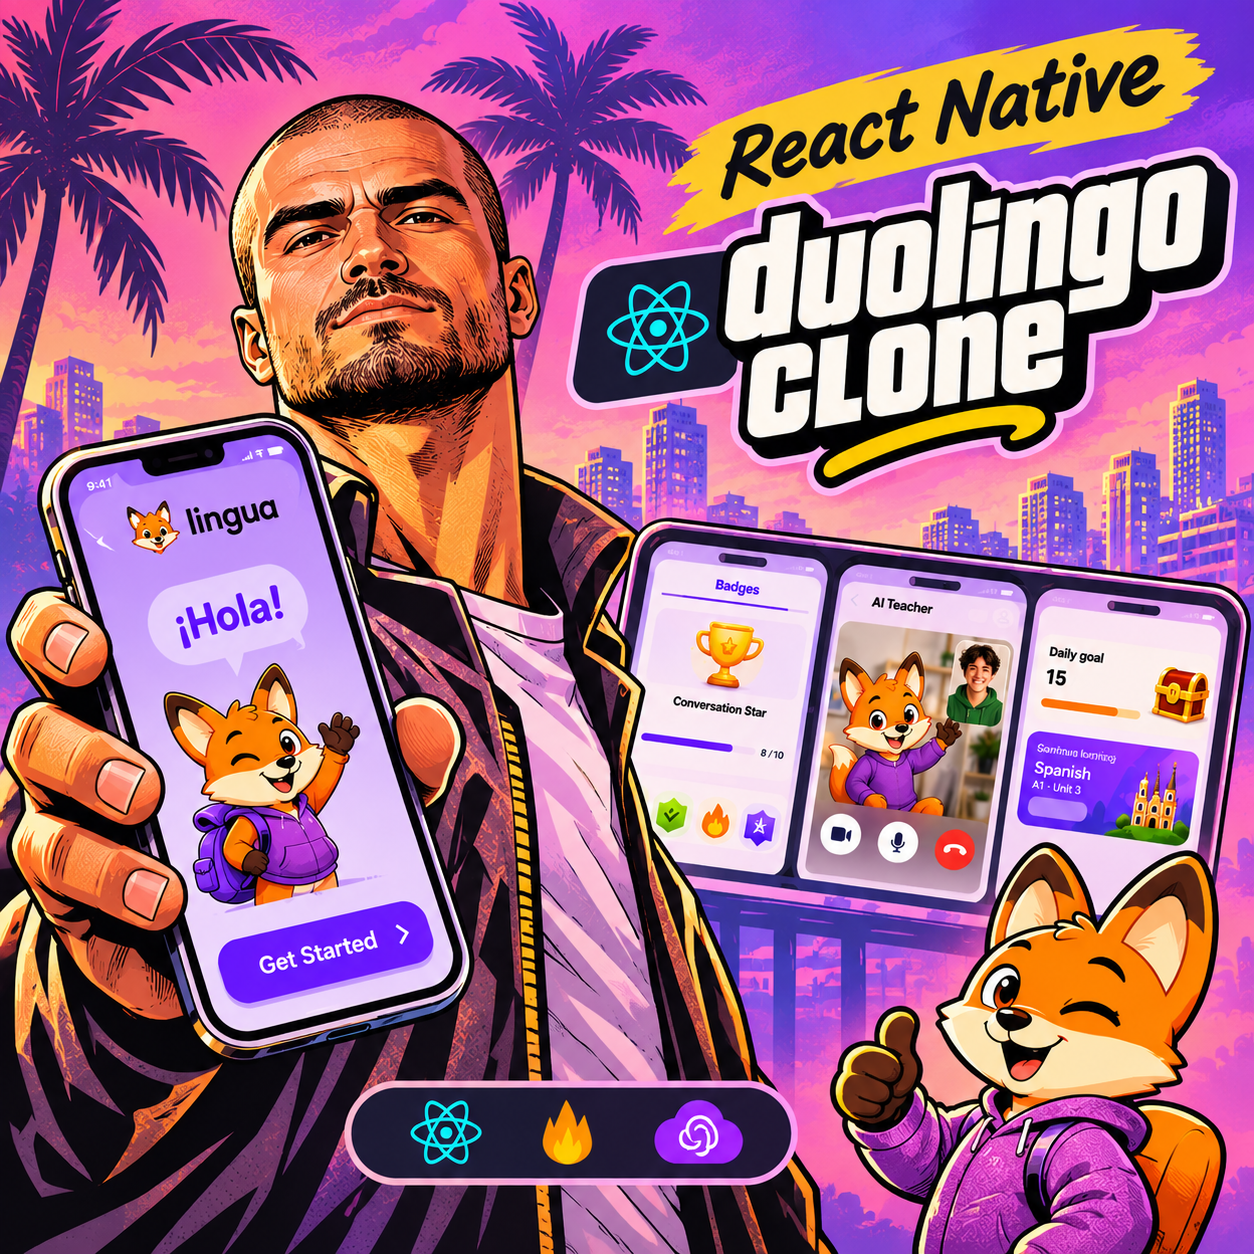 React Native
duolingo
CLONE
9:41
lingua
¡Hola!
Get Started
Badges
Conversation Star
8/10
AI Teacher
Daily goal
15
Spanish
A1 · Unit 3